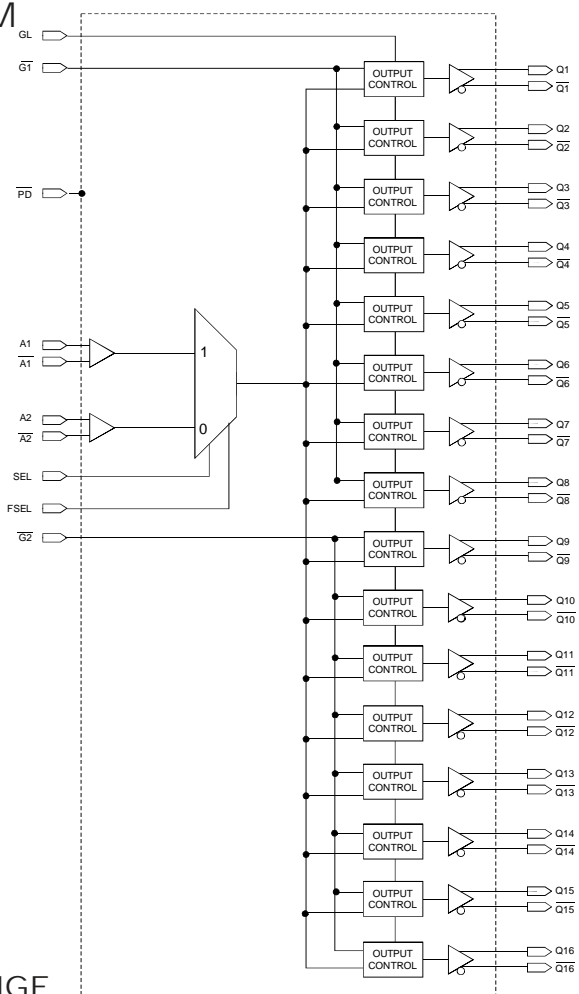 M
GL
G1
PD
A1
A1
A2
A2
SEL
FSEL
G2
1
0
OUTPUT
CONTROL
Q1
Q1
OUTPUT
CONTROL
Q2
Q2
OUTPUT
CONTROL
Q3
Q3
OUTPUT
CONTROL
Q4
Q4
OUTPUT
CONTROL
Q5
Q5
OUTPUT
CONTROL
Q6
Q6
OUTPUT
CONTROL
Q7
Q7
OUTPUT
CONTROL
Q8
Q8
OUTPUT
CONTROL
Q9
Q9
OUTPUT
CONTROL
Q10
Q10
OUTPUT
CONTROL
Q11
Q11
OUTPUT
CONTROL
Q12
Q12
OUTPUT
CONTROL
Q13
Q13
OUTPUT
CONTROL
Q14
Q14
OUTPUT
CONTROL
Q15
Q15
OUTPUT
CONTROL
Q16
Q16